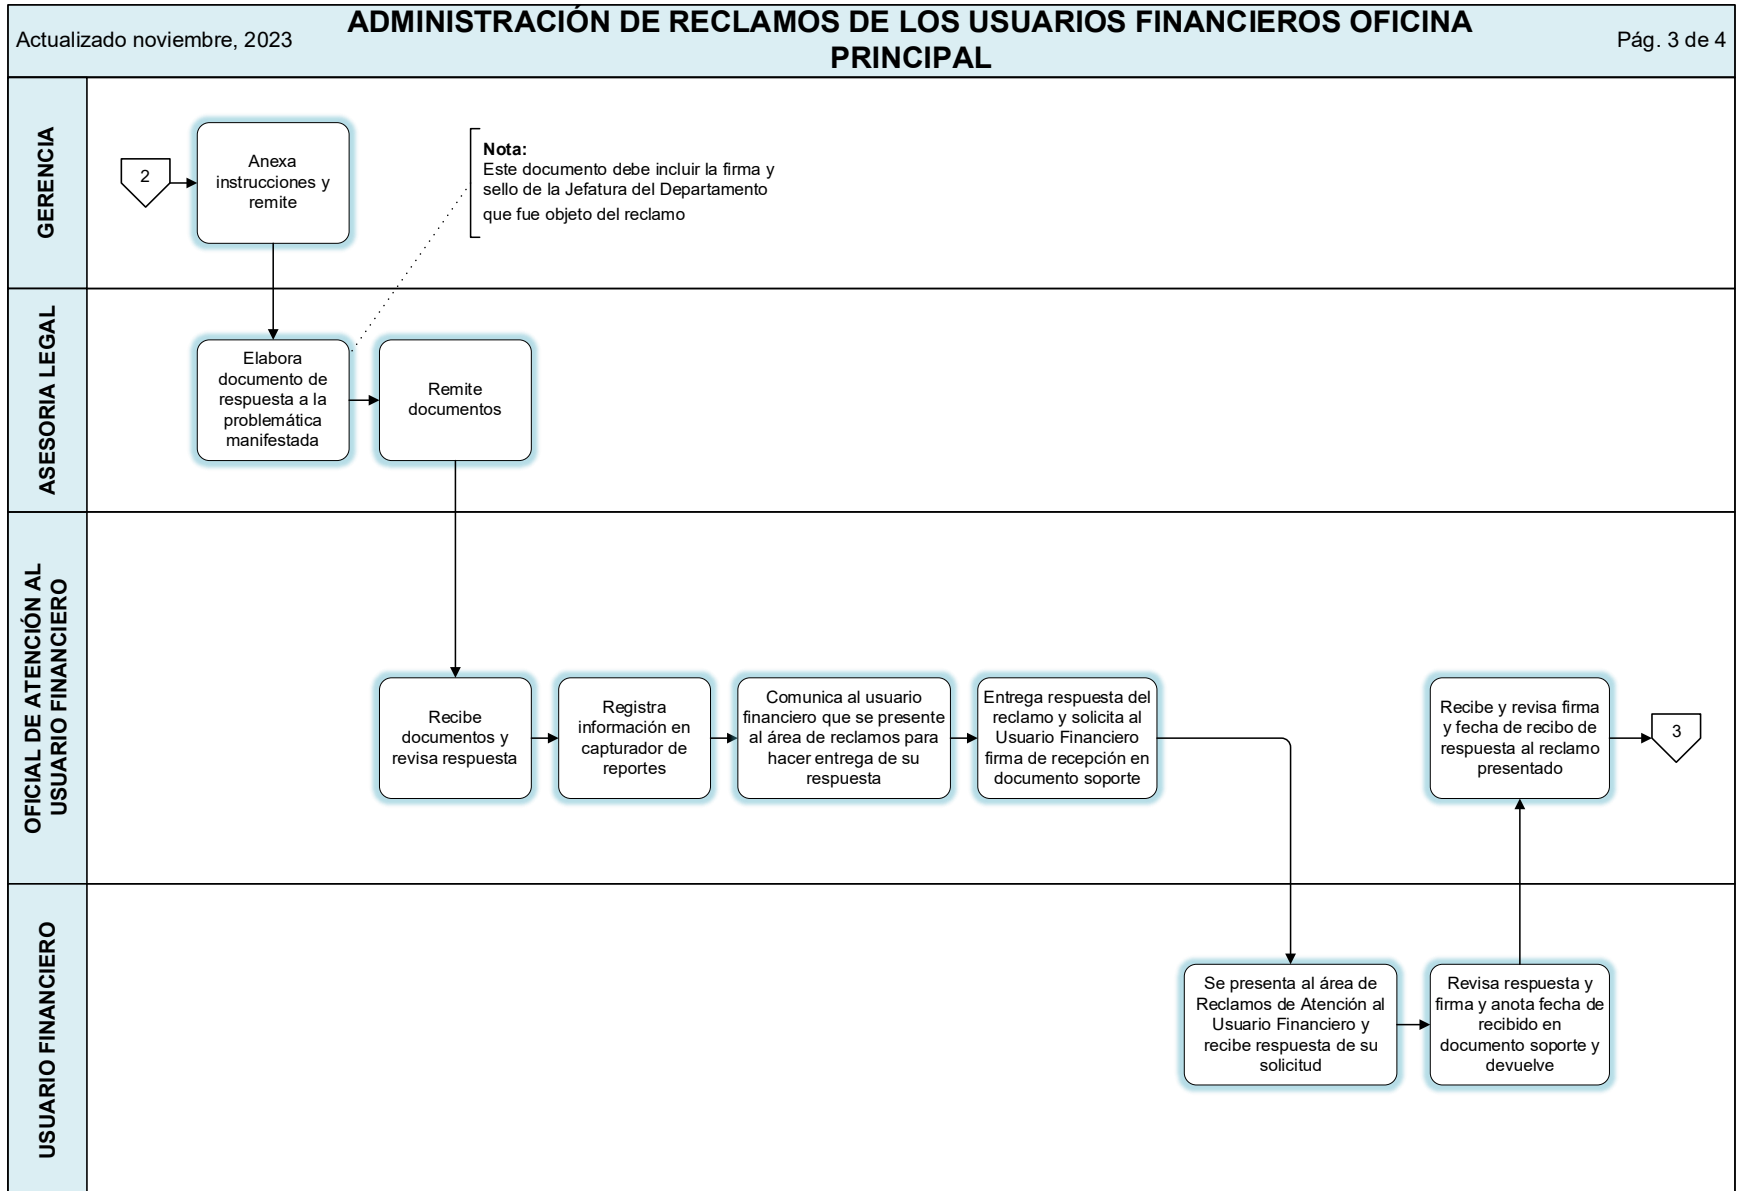 Actualizado noviembre, 2023
ADMINISTRACIÓN DE RECLAMOS DE LOS USUARIOS FINANCIEROS OFICINA
PRINCIPAL
Pág. 3 de 4
GERENCIA
2
Anexa
instrucciones y
remite
Nota:
Este documento debe incluir la firma y
sello de la Jefatura del Departamento
que fue objeto del reclamo
ASESORIA LEGAL
Elabora
documento de
respuesta a la
problemática
manifestada
Remite
documentos
OFICIAL DE ATENCIÓN AL
USUARIO FINANCIERO
Recibe
documentos y
revisa respuesta
Registra
información en
capturador de
reportes
Comunica al usuario
financiero que se presente
al área de reclamos para
hacer entrega de su
respuesta
Entrega respuesta del
reclamo y solicita al
Usuario Financiero
firma de recepción en
documento soporte
Recibe y revisa firma
y fecha de recibo de
respuesta al reclamo
presentado
3
USUARIO FINANCIERO
Se presenta al área de
Reclamos de Atención al
Usuario Financiero y
recibe respuesta de su
solicitud
Revisa respuesta y
firma y anota fecha de
recibido en
documento soporte y
devuelve